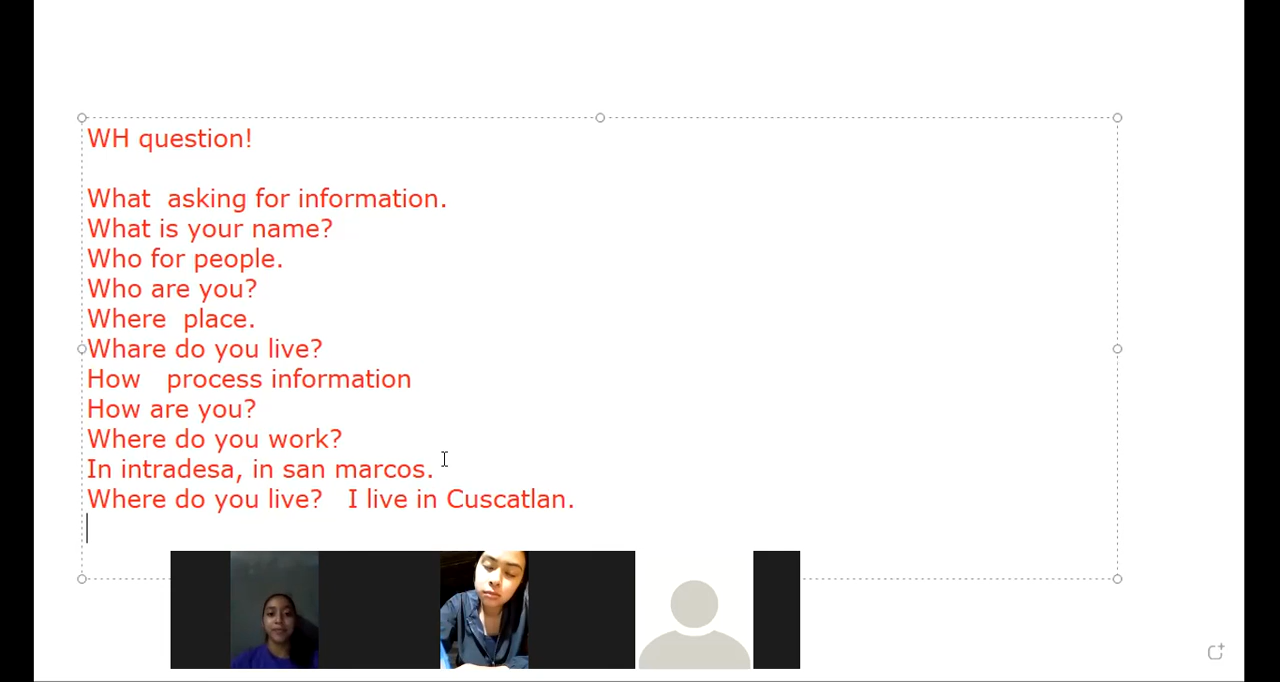 WH question!
What  asking for information.
What is your name?
Who for people.
Who are you?
Where  place.
Whare do you live?
How   process information
How are you?
Where do you work?
In intradesa, in san marcos.
Where do you live?   I live in Cuscatlan.